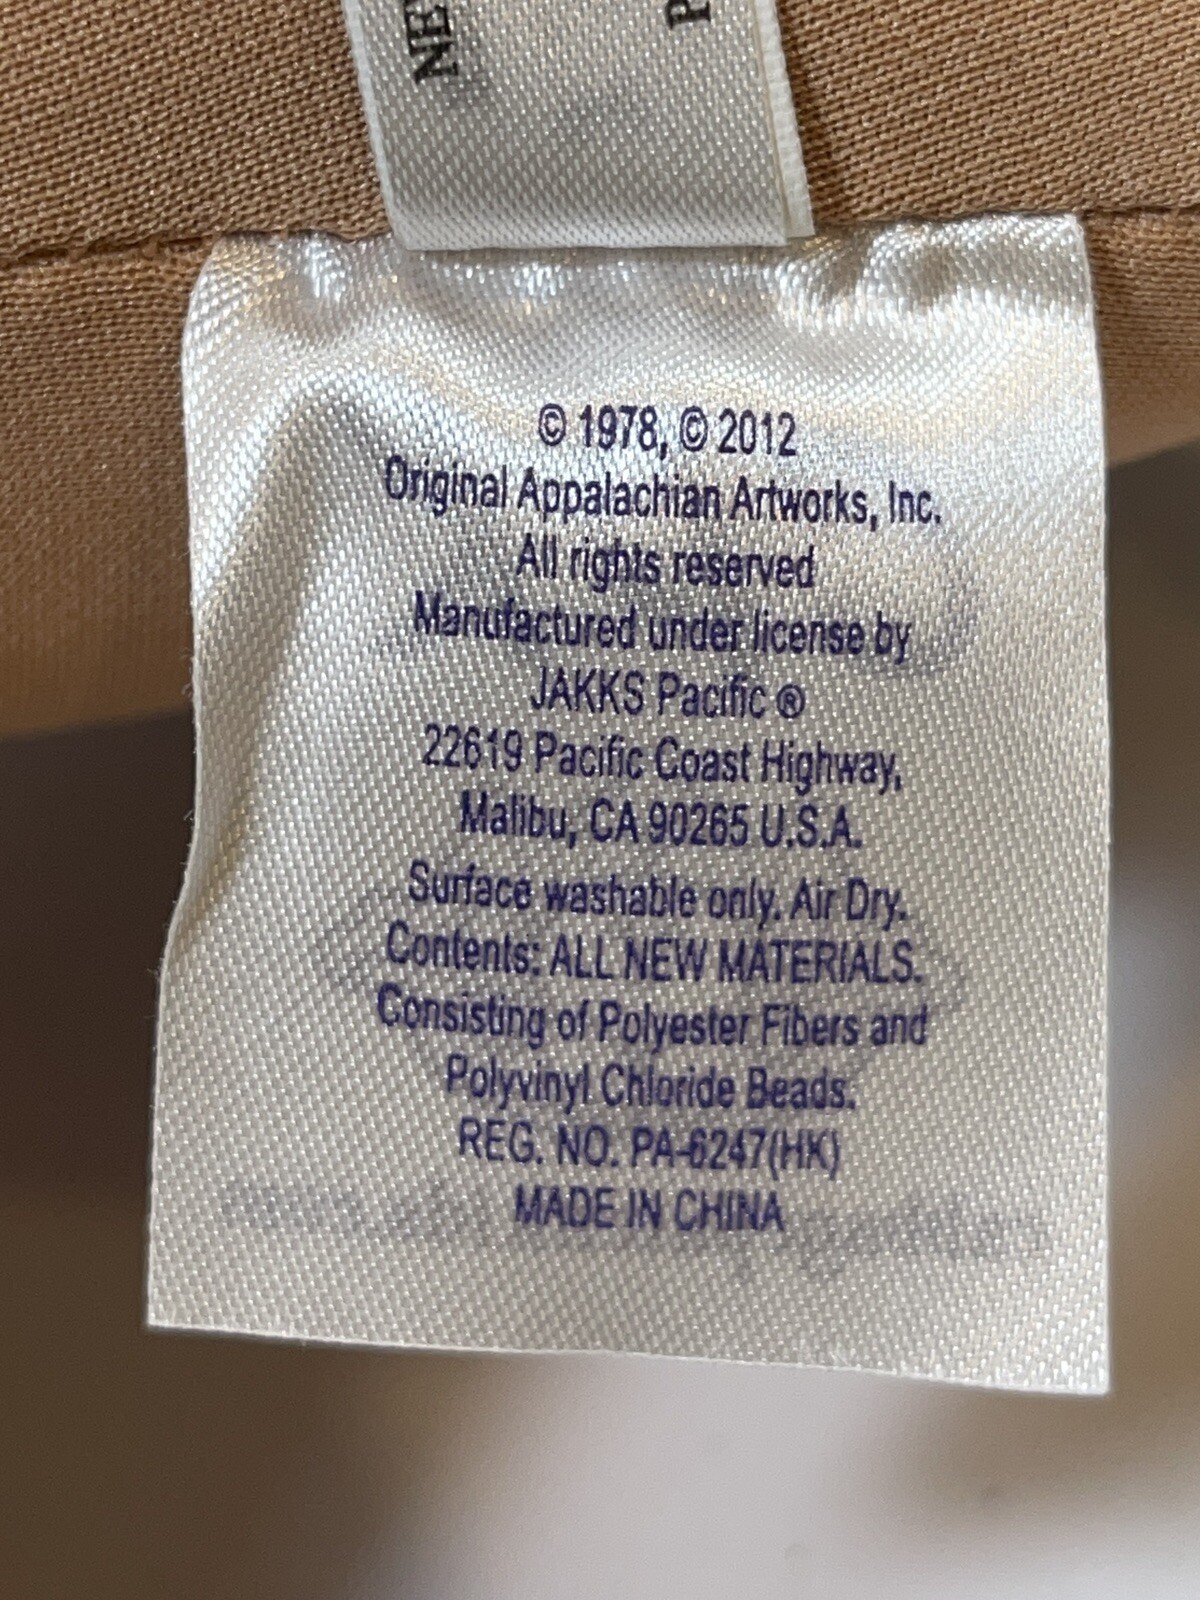 NE
P
© 1978, © 2012
Original Appalachian Artworks, Inc.
All rights reserved
Manufactured under license by
JAKKS Pacific ®
22619 Pacific Coast Highway,
Malibu, CA 90265 U.S.A.
Surface washable only. Air Dry.
Contents: ALL NEW MATERIALS.
Consisting of Polyester Fibers and
Polyvinyl Chloride Beads.
REG. NO. PA-6247(HK)
MADE IN CHINA